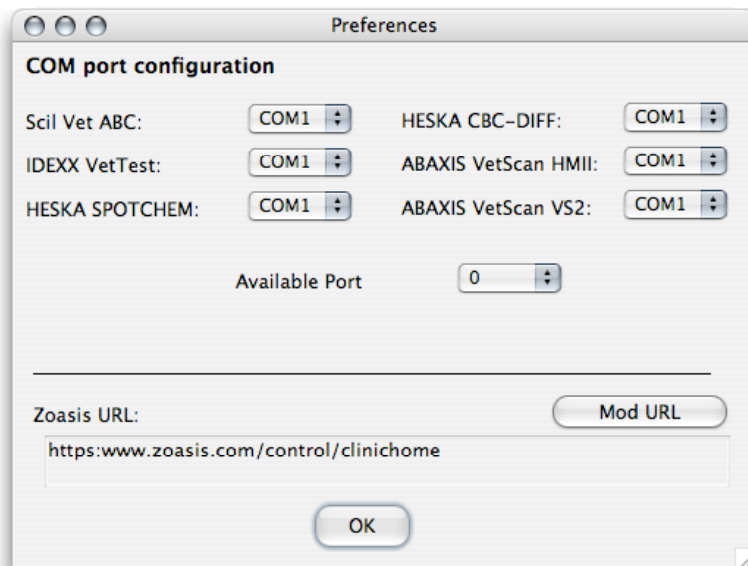 Preferences
COM port configuration
Scil Vet ABC: COM1 HESKA CBC-DIFF: COM1
IDEXX VetTest: COM1 ABAXIS VetScan HMII: COM1
HESKA SPOTCHEM: COM1 ABAXIS VetScan VS2: COM1
Available Port 0
Zoasis URL: Mod URL
https:www.zoasis.com/control/clinichome
OK